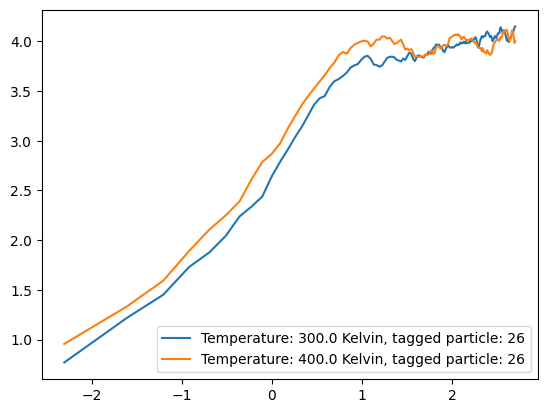 4.0
3.5
3.0
2.5
2.0
1.5
1.0
Temperature: 300.0 Kelvin, tagged particle: 26
Temperature: 400.0 Kelvin, tagged particle: 26
−2 −1 0 1 2